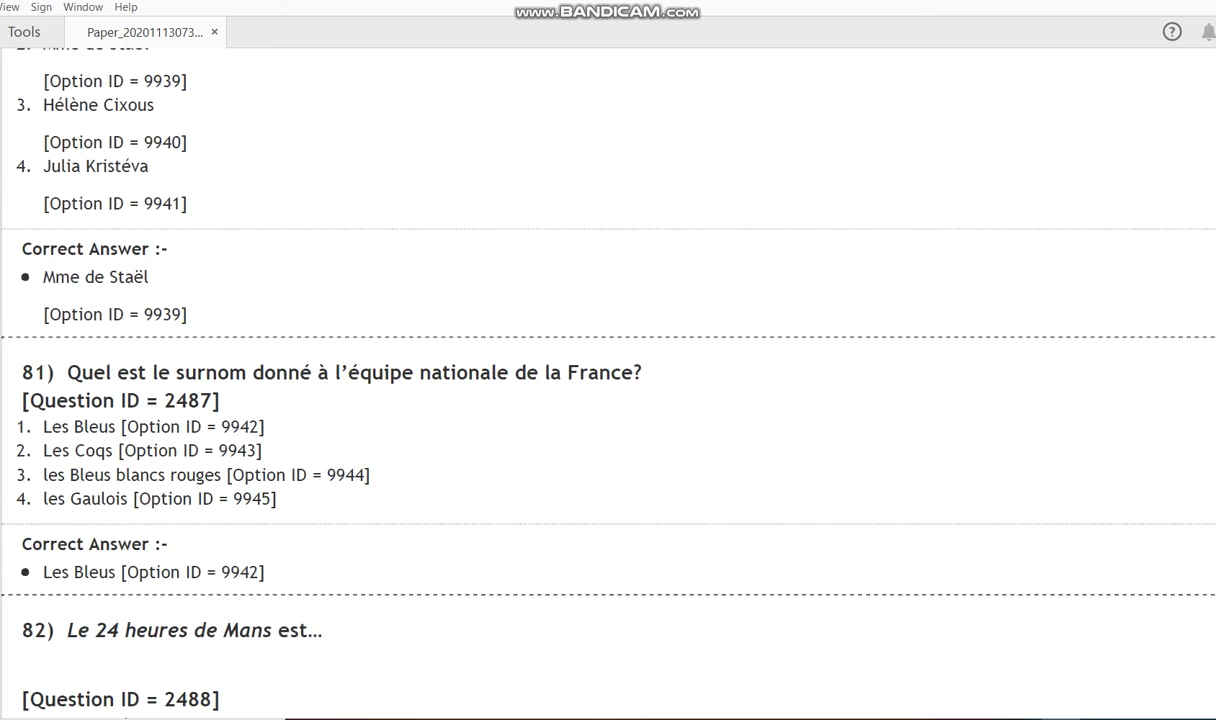 View Sign Window Help
www.BANDICAM.com
Tools Paper_20201113073... × ?
2. Mme de Staël
[Option ID = 9939]
3. Hélène Cixous
[Option ID = 9940]
4. Julia Kristéva
[Option ID = 9941]
Correct Answer :-
• Mme de Staël
[Option ID = 9939]
81) Quel est le surnom donné à l’équipe nationale de la France?
[Question ID = 2487]
1. Les Bleus [Option ID = 9942]
2. Les Coqs [Option ID = 9943]
3. les Bleus blancs rouges [Option ID = 9944]
4. les Gaulois [Option ID = 9945]
Correct Answer :-
• Les Bleus [Option ID = 9942]
82) Le 24 heures de Mans est...
[Question ID = 2488]